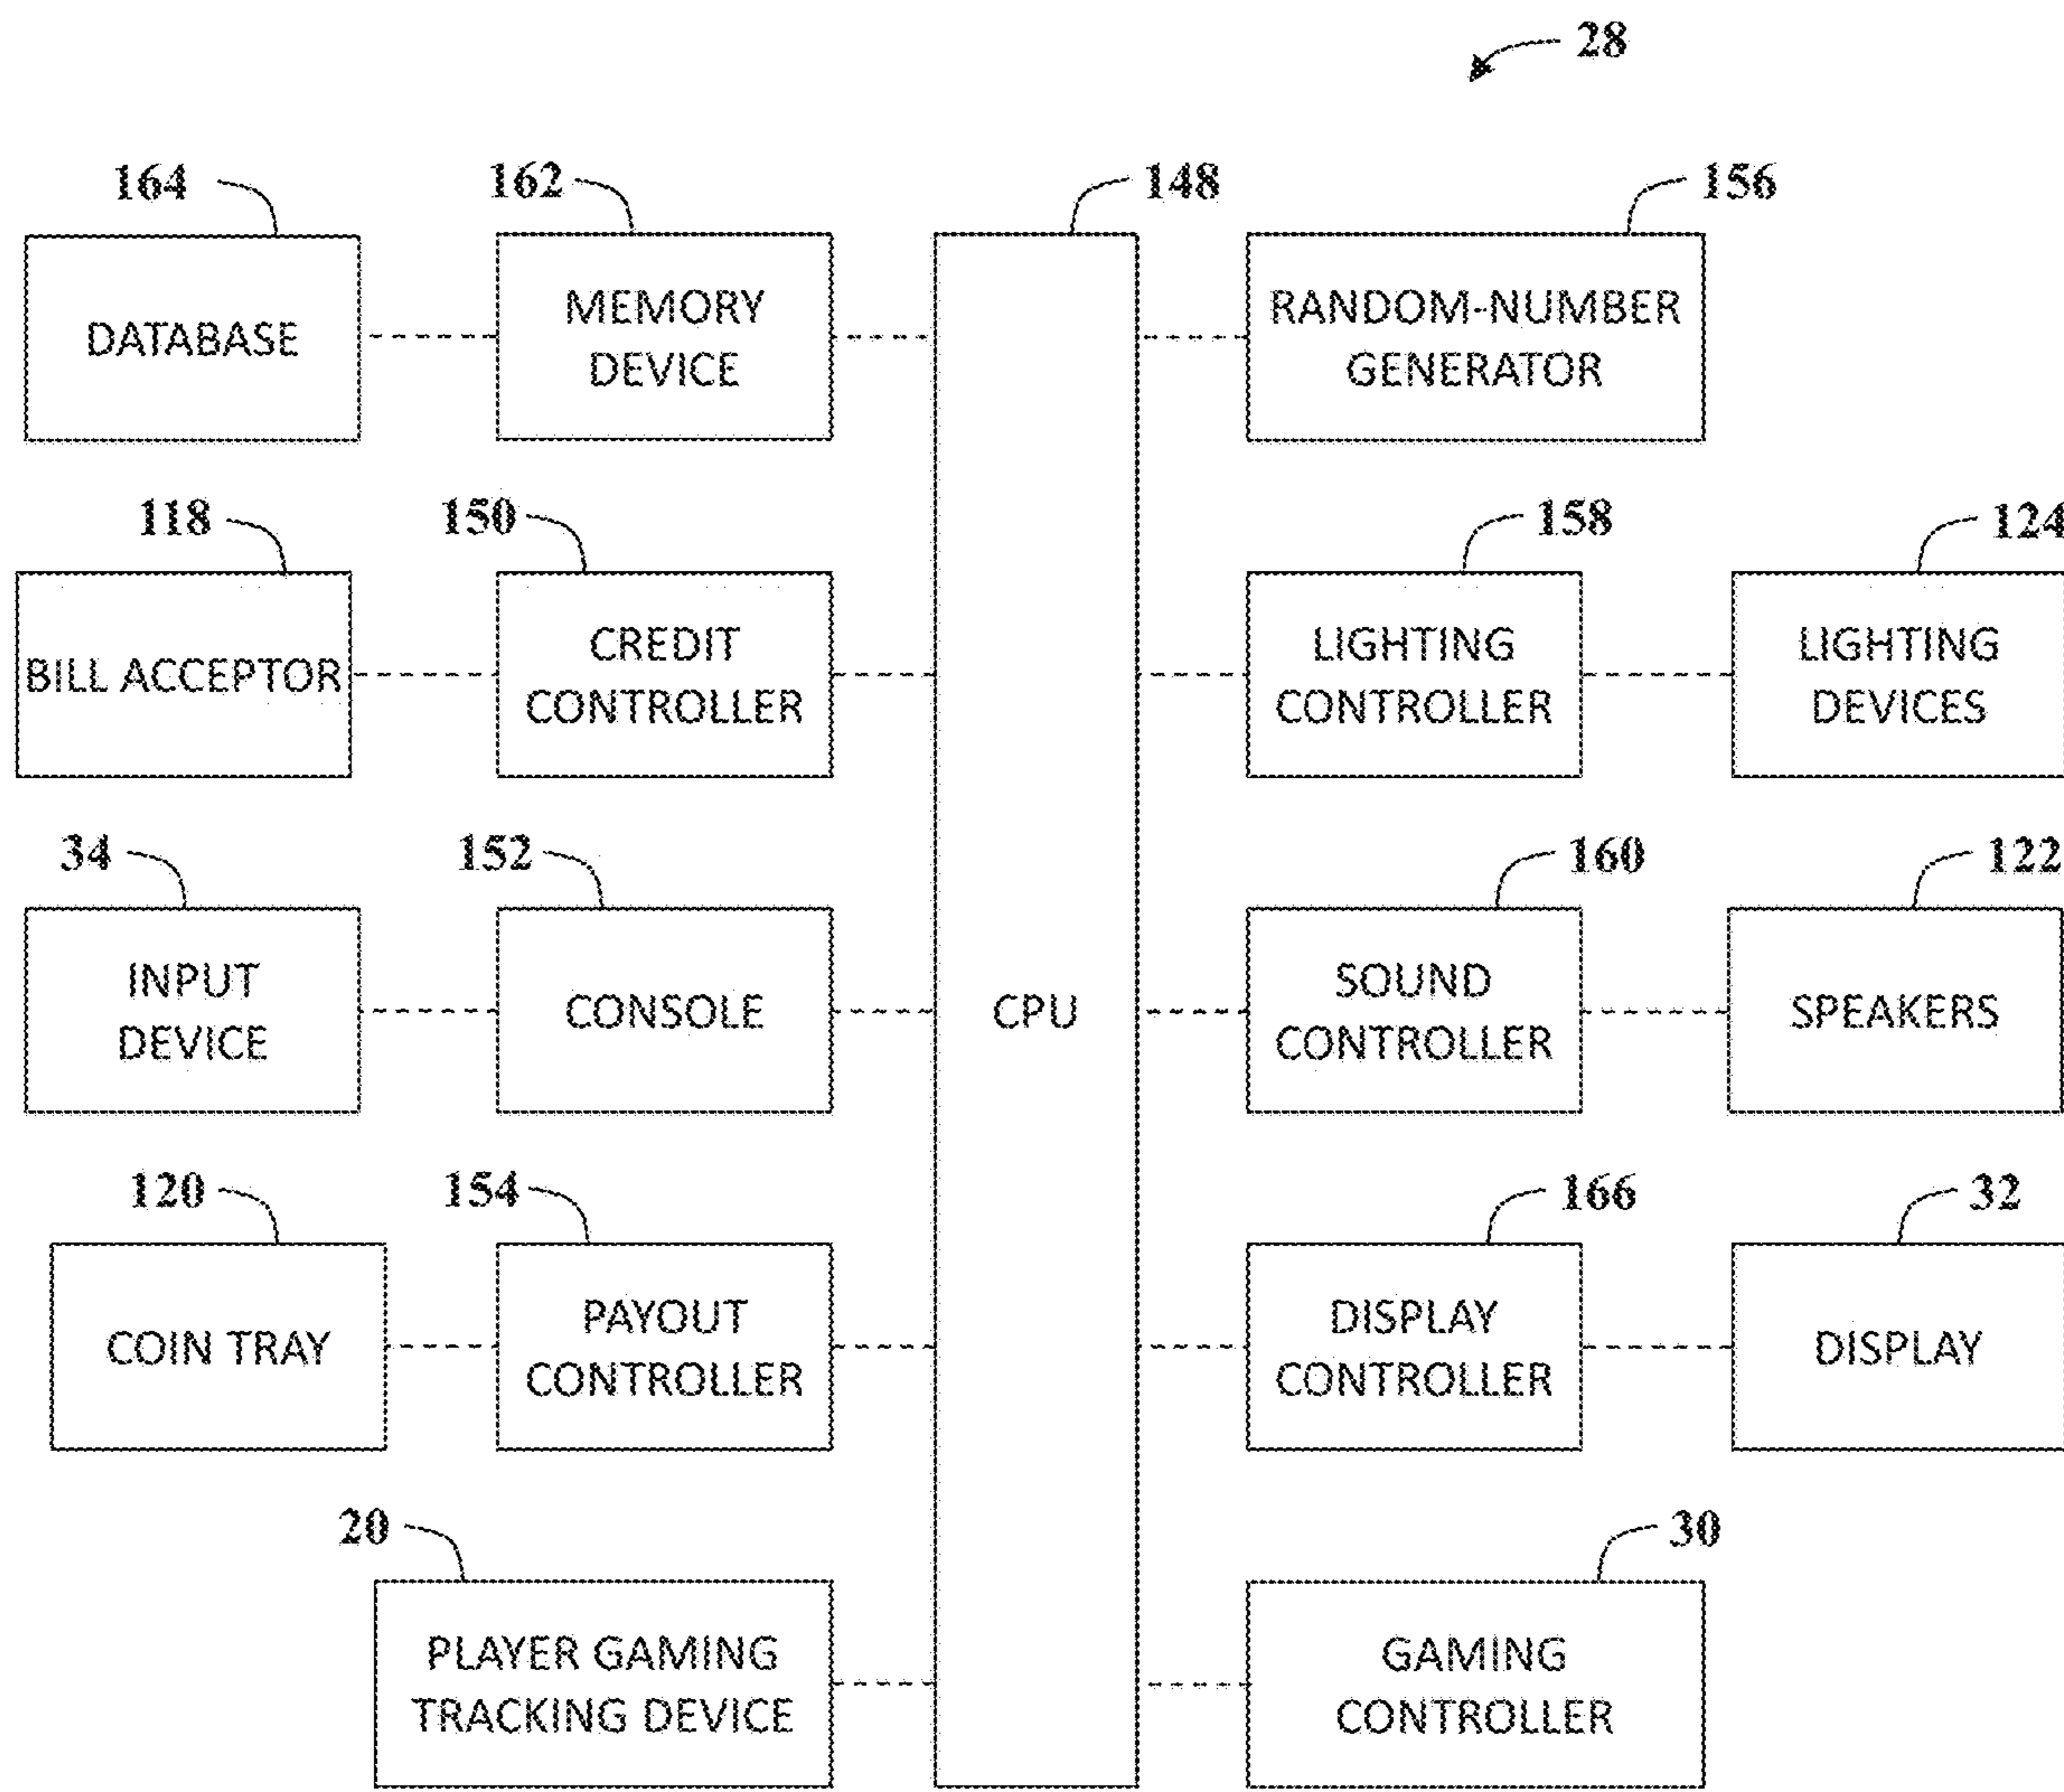 28
164
162
148
156
DATABASE
MEMORY
DEVICE
RANDOM-NUMBER
GENERATOR
118
150
158
124
BILL ACCEPTOR
CREDIT
CONTROLLER
LIGHTING
CONTROLLER
LIGHTING
DEVICES
34
152
160
122
INPUT
DEVICE
CONSOLE
CPU
SOUND
CONTROLLER
SPEAKERS
120
154
166
32
COIN TRAY
PAYOUT
CONTROLLER
DISPLAY
CONTROLLER
DISPLAY
20
30
PLAYER GAMING
TRACKING DEVICE
GAMING
CONTROLLER